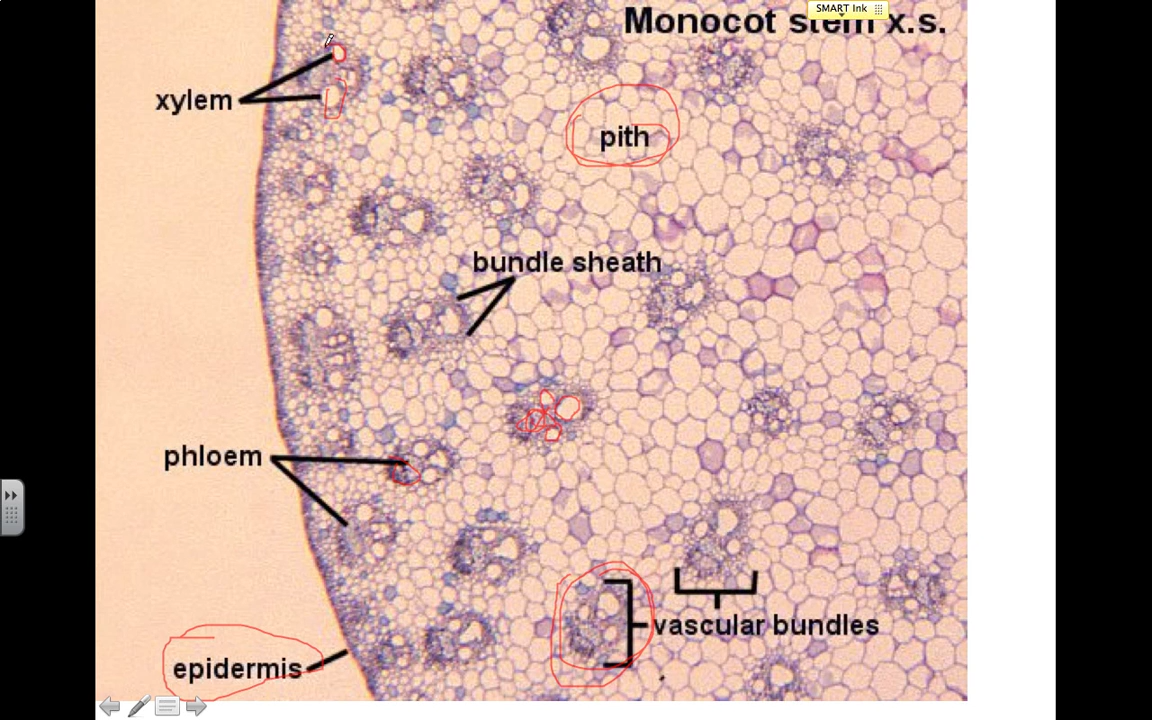 SMART Ink
Monocot stem x.s.
xylem
pith
bundle sheath
phloem
vascular bundles
epidermis